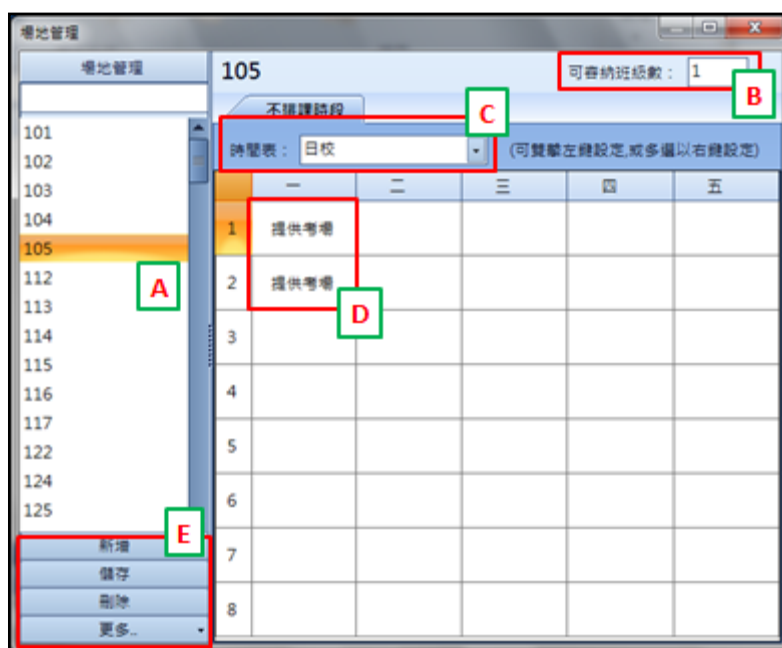 場地管理
場地管理
101
102
103
104
105
112
113
114
115
116
117
122
124
125
新增
儲存
刪除
更多..
105
可容納班級數： 1
不排課時段
時間表： 日校 (可雙擊左鍵設定,或多選以右鍵設定)
一 二 三 四 五
1 提供考場
2 提供考場
3
4
5
6
7
8
A
B
C
D
E